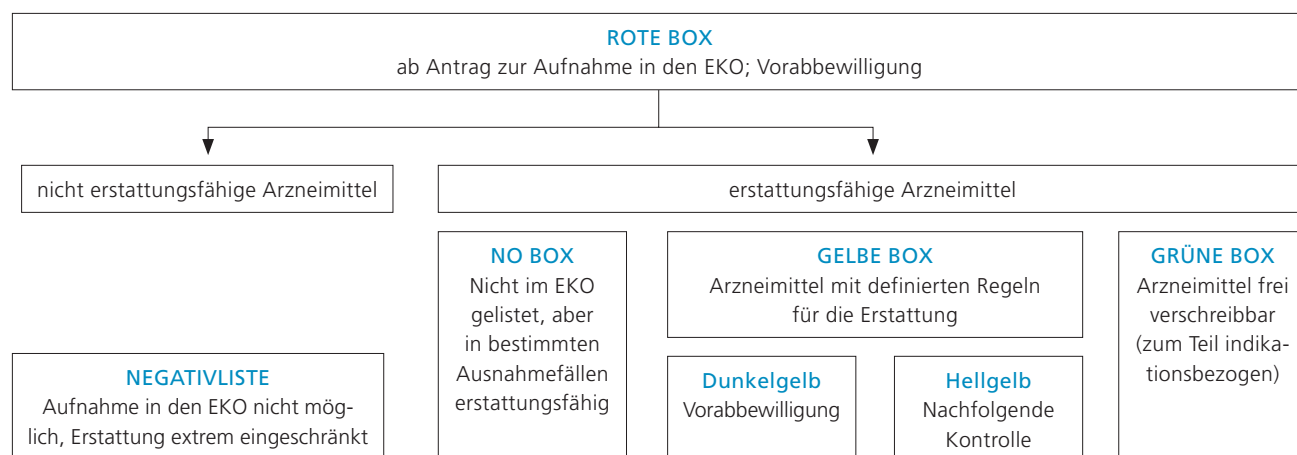 ROTE BOX
ab Antrag zur Aufnahme in den EKO; Vorabbewilligung
nicht erstattungsfähige Arzneimittel
erstattungsfähige Arzneimittel
NO BOX
Nicht im EKO
gelistet, aber
in bestimmten
Ausnahmefällen
erstattungsfähig
GELBE BOX
Arzneimittel mit definierten Regeln
für die Erstattung
GRÜNE BOX
Arzneimittel frei
verschreibbar
(zum Teil indika-
tionsbezogen)
NEGATIVLISTE
Aufnahme in den EKO nicht mög-
lich, Erstattung extrem eingeschränkt
Dunkelgelb
Vorabbewilligung
Hellgelb
Nachfolgende
Kontrolle